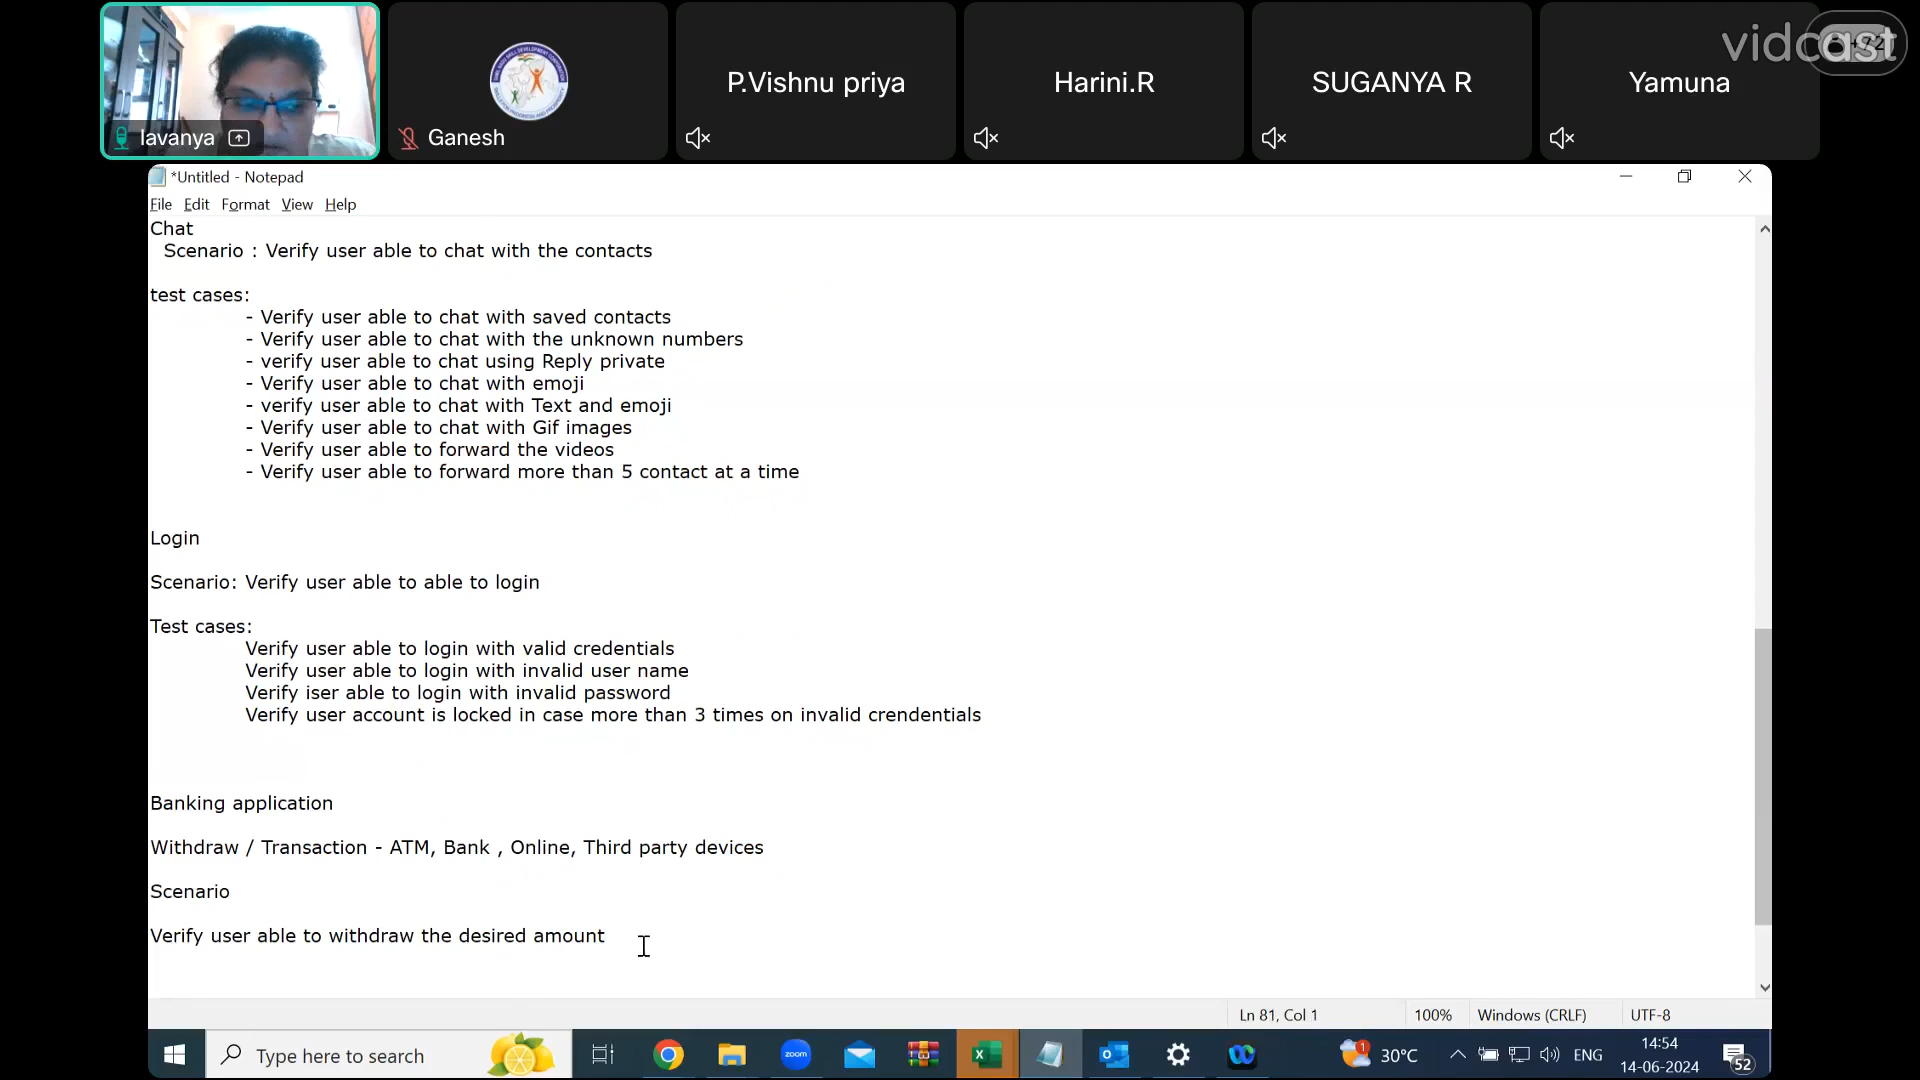 lavanya
Ganesh
P.Vishnu priya
Harini.R
SUGANYA R
Yamuna
vidcast
*Untitled - Notepad
File Edit Format View Help
Chat
Scenario : Verify user able to chat with the contacts
test cases:
- Verify user able to chat with saved contacts
- Verify user able to chat with the unknown numbers
- verify user able to chat using Reply private
- Verify user able to chat with emoji
- verify user able to chat with Text and emoji
- Verify user able to chat with Gif images
- Verify user able to forward the videos
- Verify user able to forward more than 5 contact at a time
Login
Scenario: Verify user able to able to login
Test cases:
Verify user able to login with valid credentials
Verify user able to login with invalid user name
Verify iser able to login with invalid password
Verify user account is locked in case more than 3 times on invalid crendentials
Banking application
Withdraw / Transaction - ATM, Bank , Online, Third party devices
Scenario
Verify user able to withdraw the desired amount
Ln 81, Col 1 100% Windows (CRLF) UTF-8
Type here to search
zoom
1
30°C
ENG
14:54
14-06-2024
52